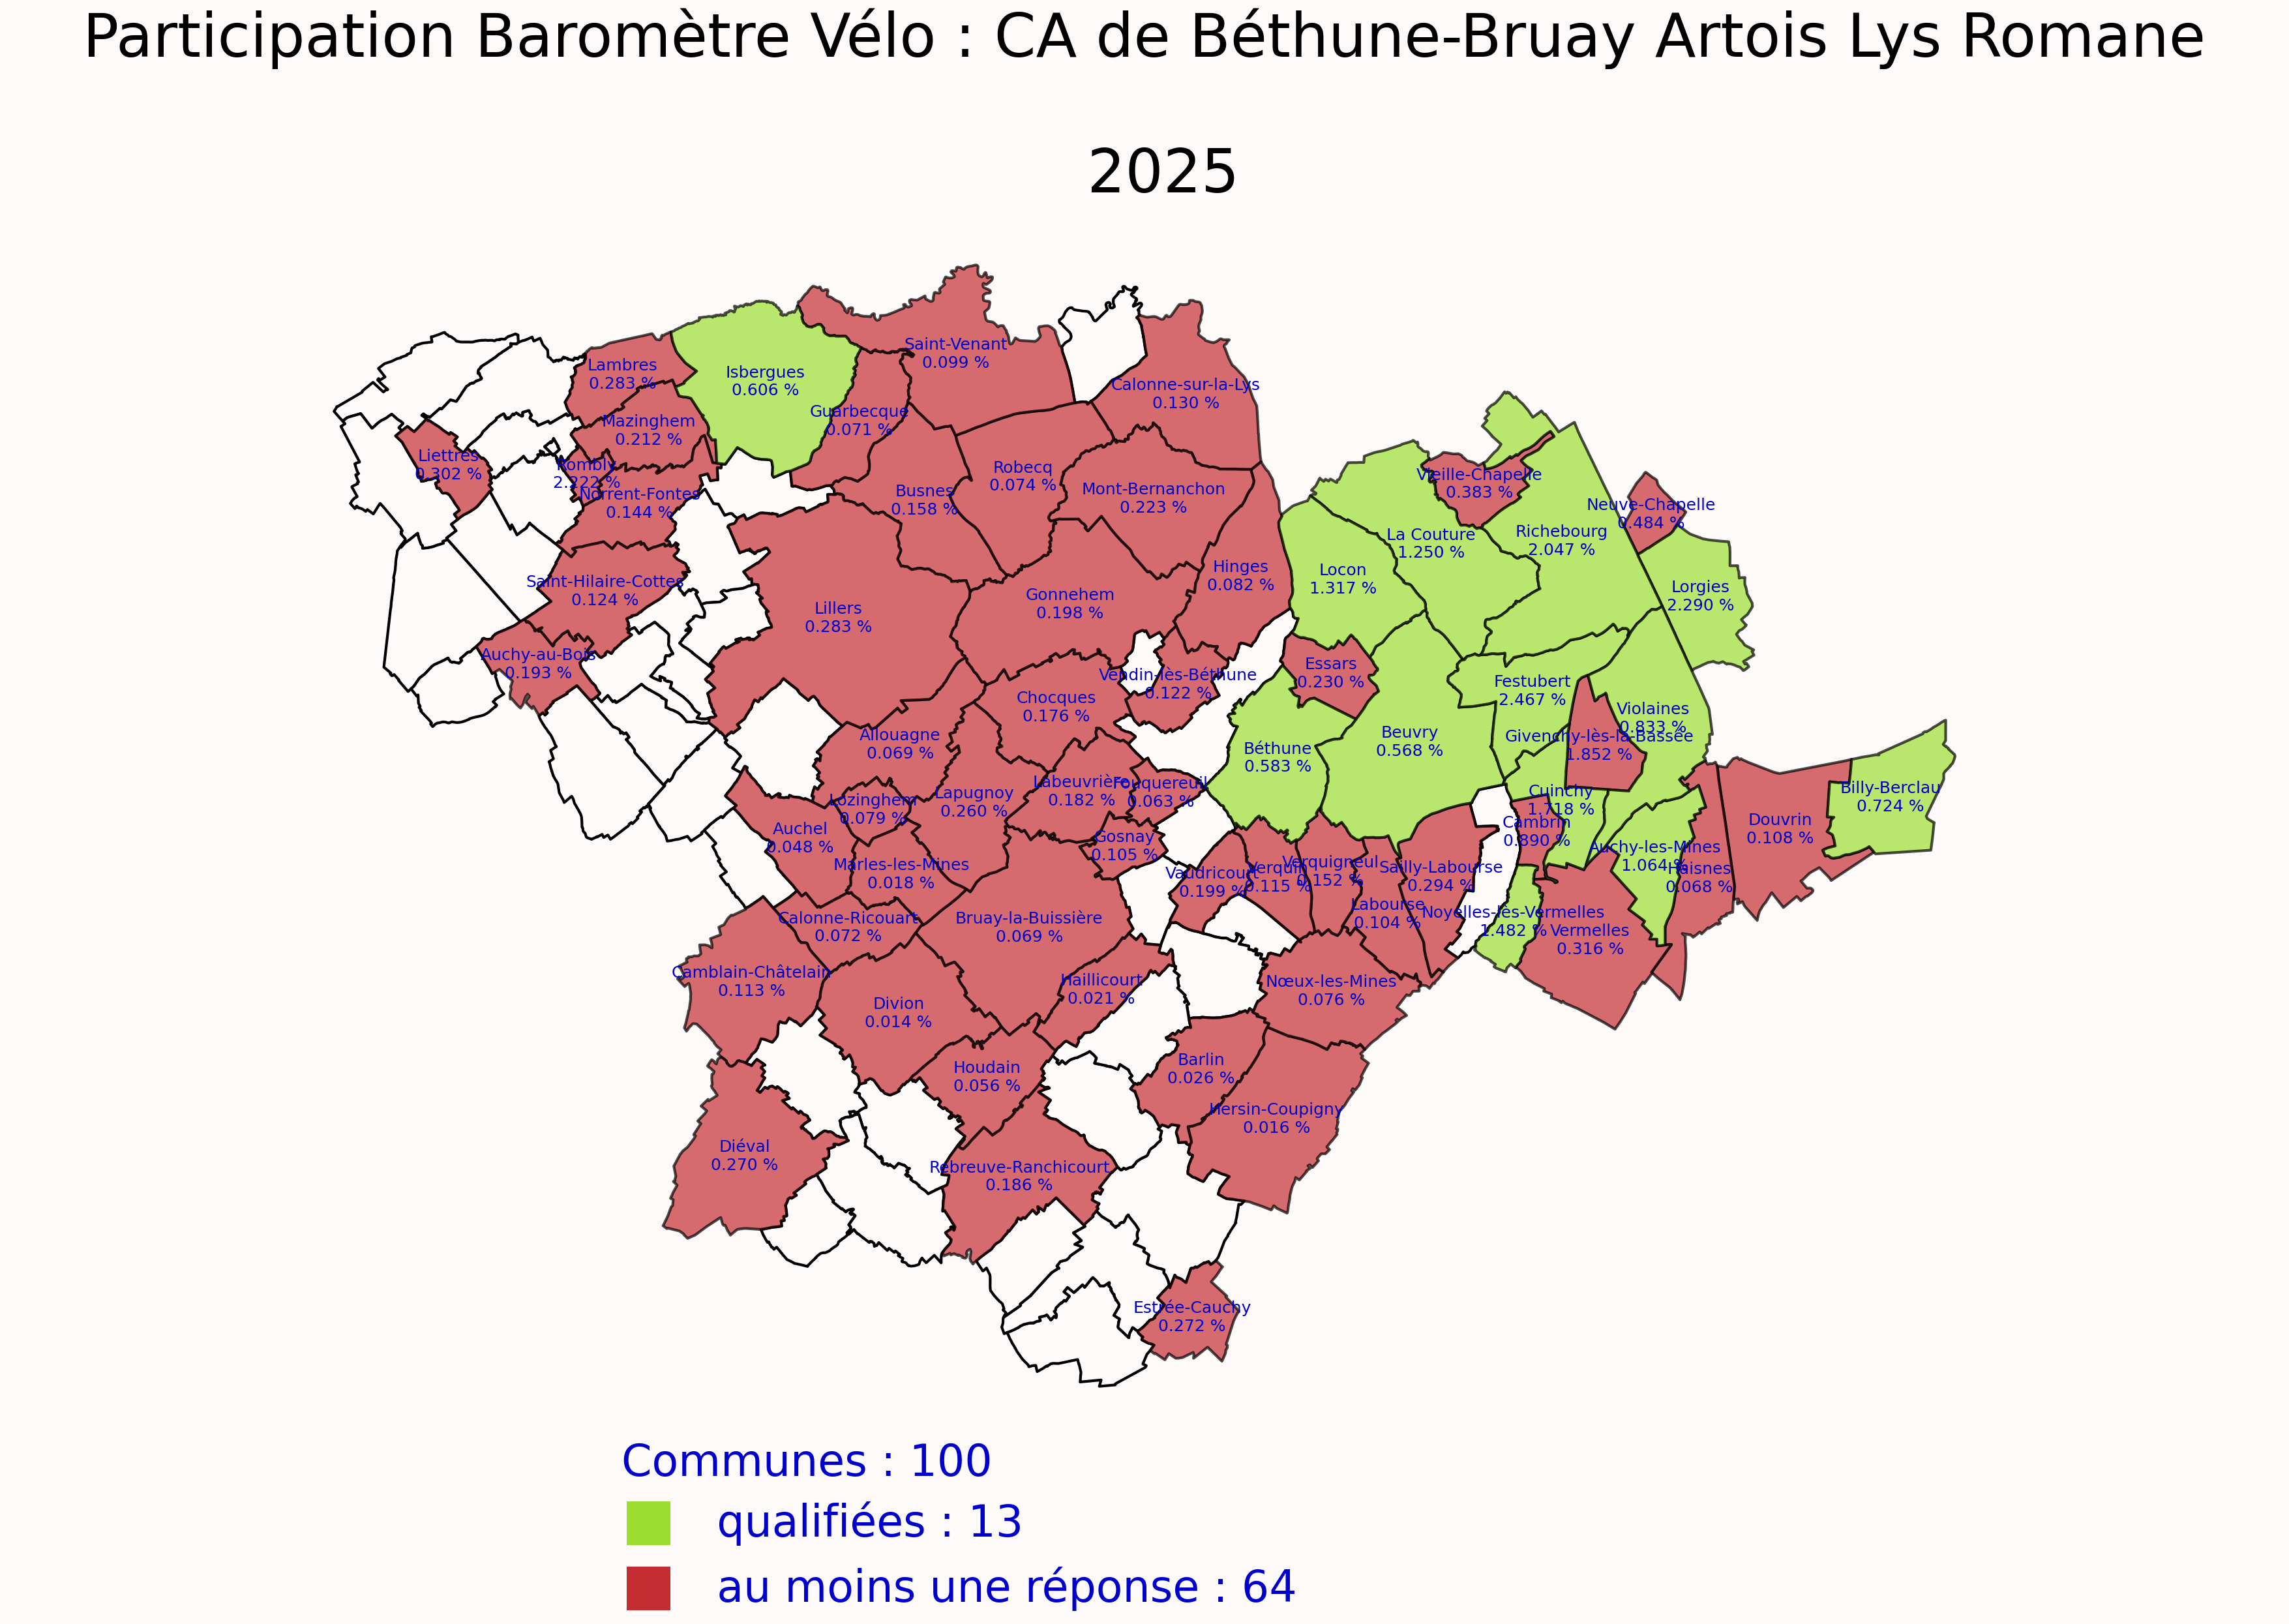 Participation Baromètre Vélo : CA de Béthune-Bruay Artois Lys Romane
2025
Saint-Venant
0.099 %
Lambres
0.283 %
Isbergues
0.606 %
Calonne-sur-la-Lys
0.130 %
Guarbecque
0.071 %
Mazinghem
0.212 %
Liettres
0.302 %
Rombly
2.222 %
Norrent-Fontes
0.144 %
Robecq
0.074 %
Busnes
0.158 %
Mont-Bernanchon
0.223 %
Vieille-Chapelle
0.383 %
Neuve-Chapelle
0.484 %
La Couture
1.250 %
Richebourg
2.047 %
Hinges
0.082 %
Locon
1.317 %
Saint-Hilaire-Cottes
0.124 %
Lillers
0.283 %
Gonnehem
0.198 %
Lorgies
2.290 %
Auchy-au-Bois
0.193 %
Essars
0.230 %
Vendin-lès-Béthune
0.122 %
Chocques
0.176 %
Festubert
2.467 %
Violaines
0.833 %
Allouagne
0.069 %
Béthune
0.583 %
Beuvry
0.568 %
Givenchy-lès-la-Bassée
1.852 %
Labeuvrière
0.182 %
Fouquereuil
0.063 %
Lozinghem
0.079 %
Lapugnoy
0.260 %
Cuinchy
1.718 %
Billy-Berclau
0.724 %
Auchel
0.048 %
Gosnay
0.105 %
Cambrin
0.890 %
Douvrin
0.108 %
Marles-les-Mines
0.018 %
Vaudricourt
0.199 %
Verquin
0.115 %
Verquigneul
0.152 %
Sailly-Labourse
0.294 %
Auchy-les-Mines
1.064 %
Haisnes
0.068 %
Calonne-Ricouart
0.072 %
Bruay-la-Buissière
0.069 %
Labourse
0.104 %
Noyelles-lès-Vermelles
1.482 %
Vermelles
0.316 %
Camblain-Châtelain
0.113 %
Haillicourt
0.021 %
Nœux-les-Mines
0.076 %
Divion
0.014 %
Houdain
0.056 %
Barlin
0.026 %
Hersin-Coupigny
0.016 %
Diéval
0.270 %
Rebreuve-Ranchicourt
0.186 %
Estrée-Cauchy
0.272 %
Communes : 100
qualifiées : 13
au moins une réponse : 64